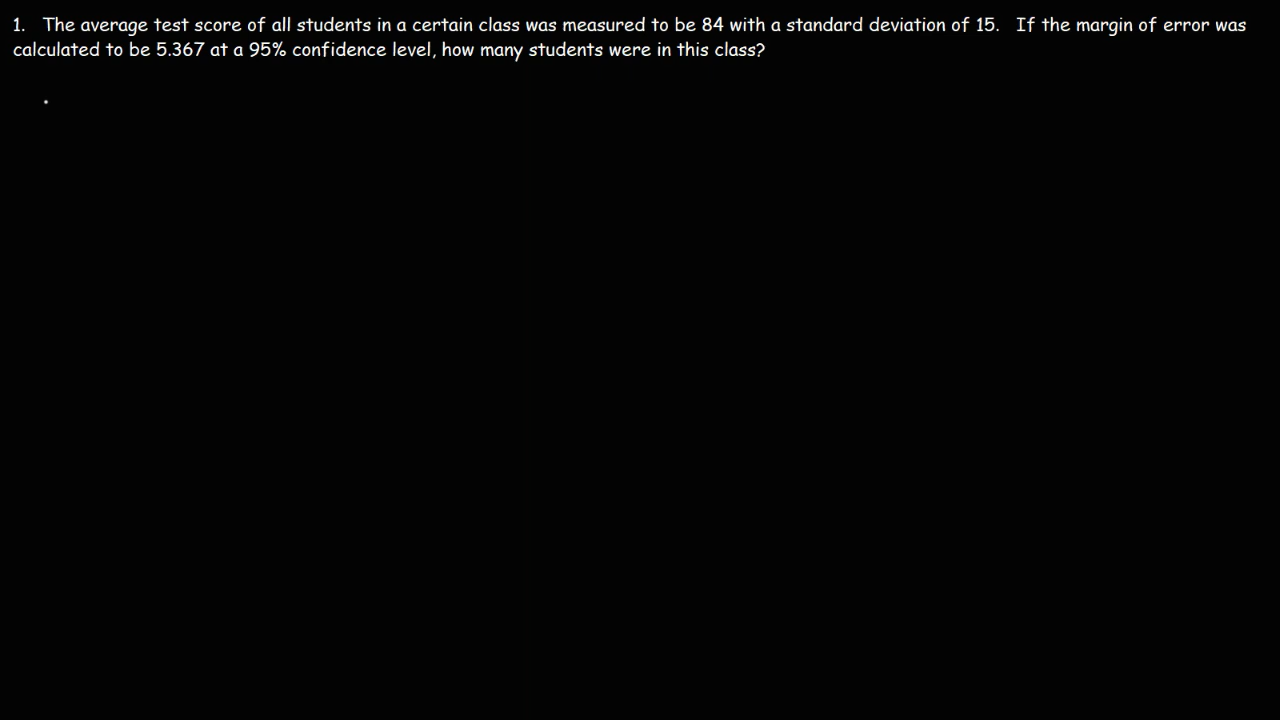 1. The average test score of all students in a certain class was measured to be 84 with a standard deviation of 15. If the margin of error was
calculated to be 5.367 at a 95% confidence level, how many students were in this class?